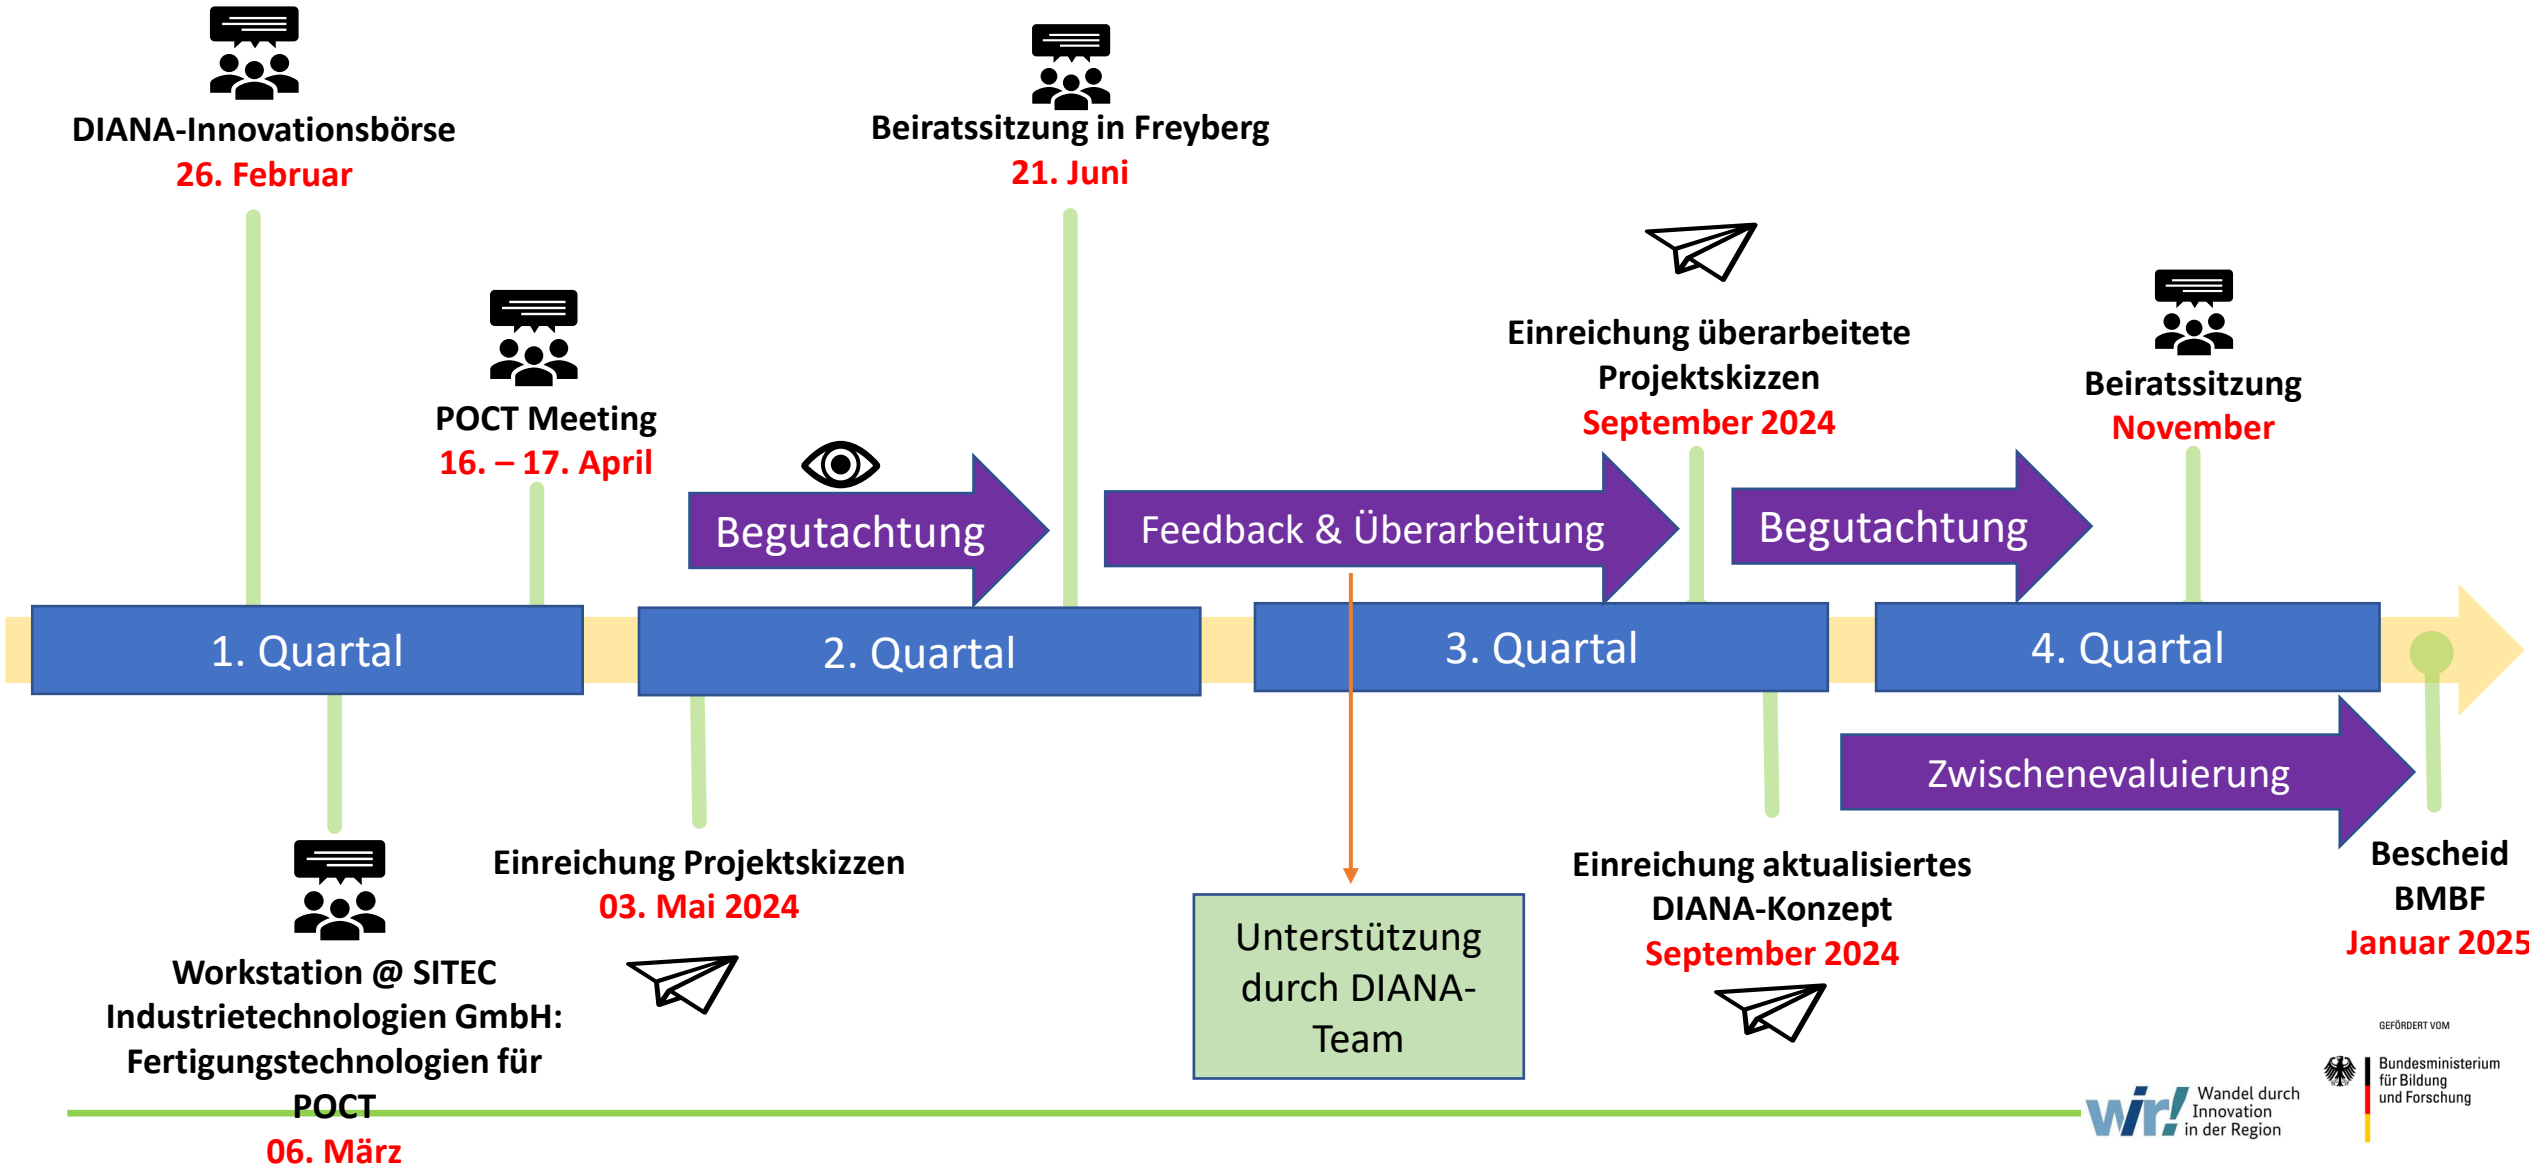 DIANA-Innovationsbörse
26. Februar
Beiratssitzung in Freyberg
21. Juni
POCT Meeting
16. – 17. April
Einreichung überarbeitete
Projektskizzen
September 2024
Beiratssitzung
November
Begutachtung
Feedback & Überarbeitung
Begutachtung
1. Quartal
2. Quartal
3. Quartal
4. Quartal
Zwischenevaluierung
Workstation @ SITEC
Industrietechnologien GmbH:
Fertigungstechnologien für
POCT
06. März
Einreichung Projektskizzen
03. Mai 2024
Unterstützung
durch DIANA-
Team
Einreichung aktualisiertes
DIANA-Konzept
September 2024
Bescheid
BMBF
Januar 2025
wir!
Wandel durch
Innovation
in der Region
GEFÖRDERT VOM
Bundesministerium
für Bildung
und Forschung